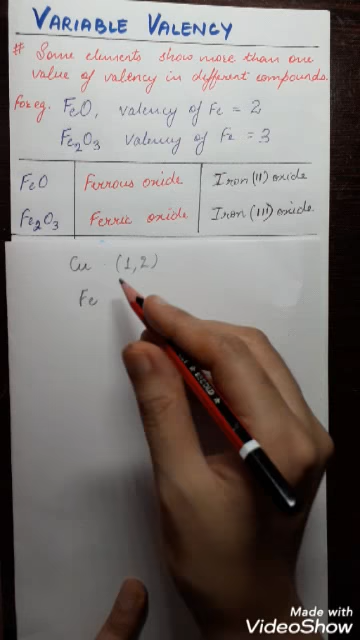 VARIABLE VALENCY
# Some elements show more than one
value of valency in different compounds.
For eg. FeO, valency of Fe = 2
Fe2O3 Valency of Fe = 3
FeO Ferrous oxide Iron (II) oxide
Fe2O3 Ferric oxide Iron (III) oxide.
Cu (1,2)
Fe
Made with
VideoShow